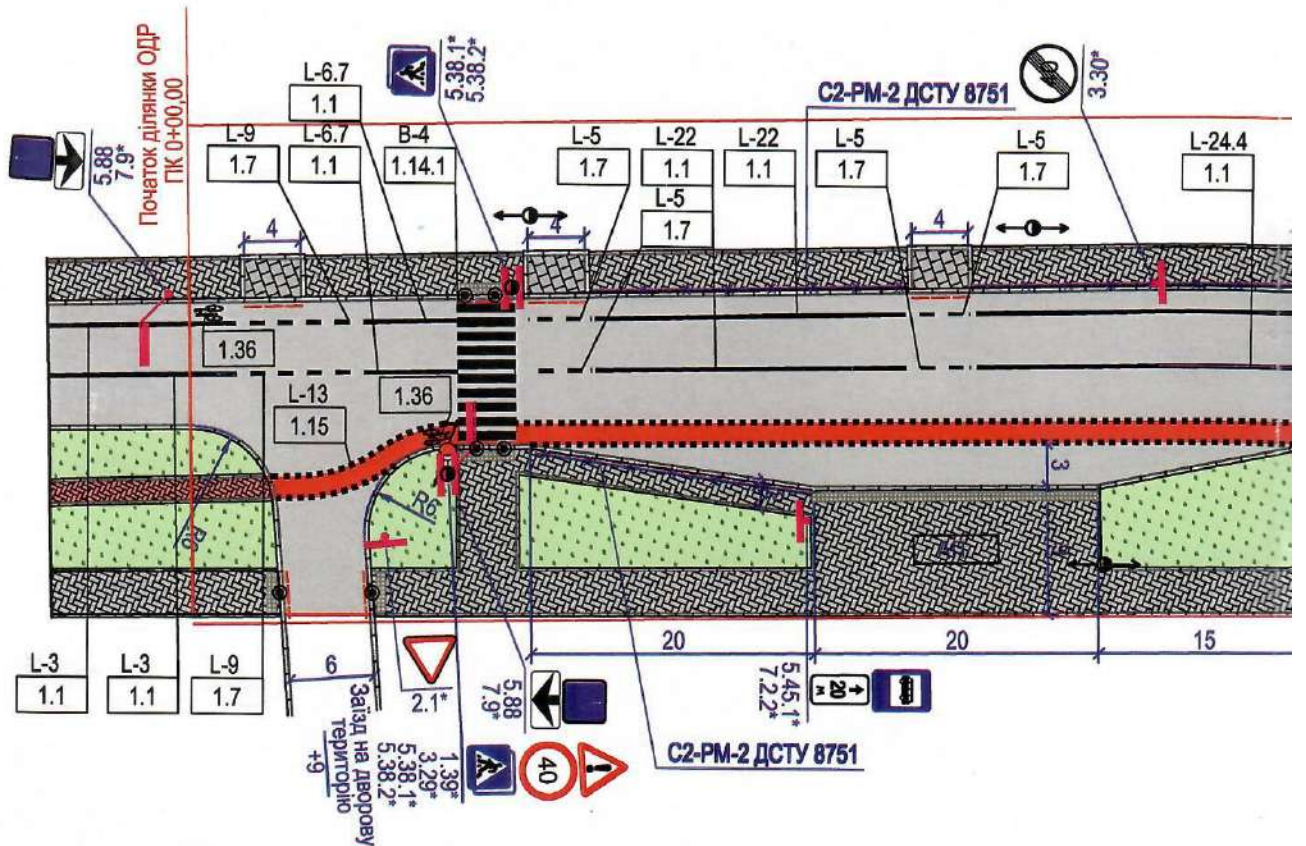 5.88
7.9*
Початок ділянки ОДР
ПК 0+00,00
L-6.7
1.1
L-9
1.7
L-6.7
1.1
B-4
1.14.1
5.38.1*
5.38.2*
L-5
1.7
L-22
1.1
L-5
1.7
L-22
1.1
С2-РМ-2 ДСТУ 8751
L-5
1.7
3.30*
L-5
1.7
L-24.4
1.1
4
4
4
1.36
L-13
1.15
1.36
R6
R6
3
L-3
1.1
L-3
1.1
L-9
1.7
6
Заїзд на дворову
територію
+9
2.1*
1.39*
3.29*
5.38.1*
5.38.2*
40
5.88
7.9*
20
20
15
5.45.1*
7.2.2*
20
м
С2-РМ-2 ДСТУ 8751